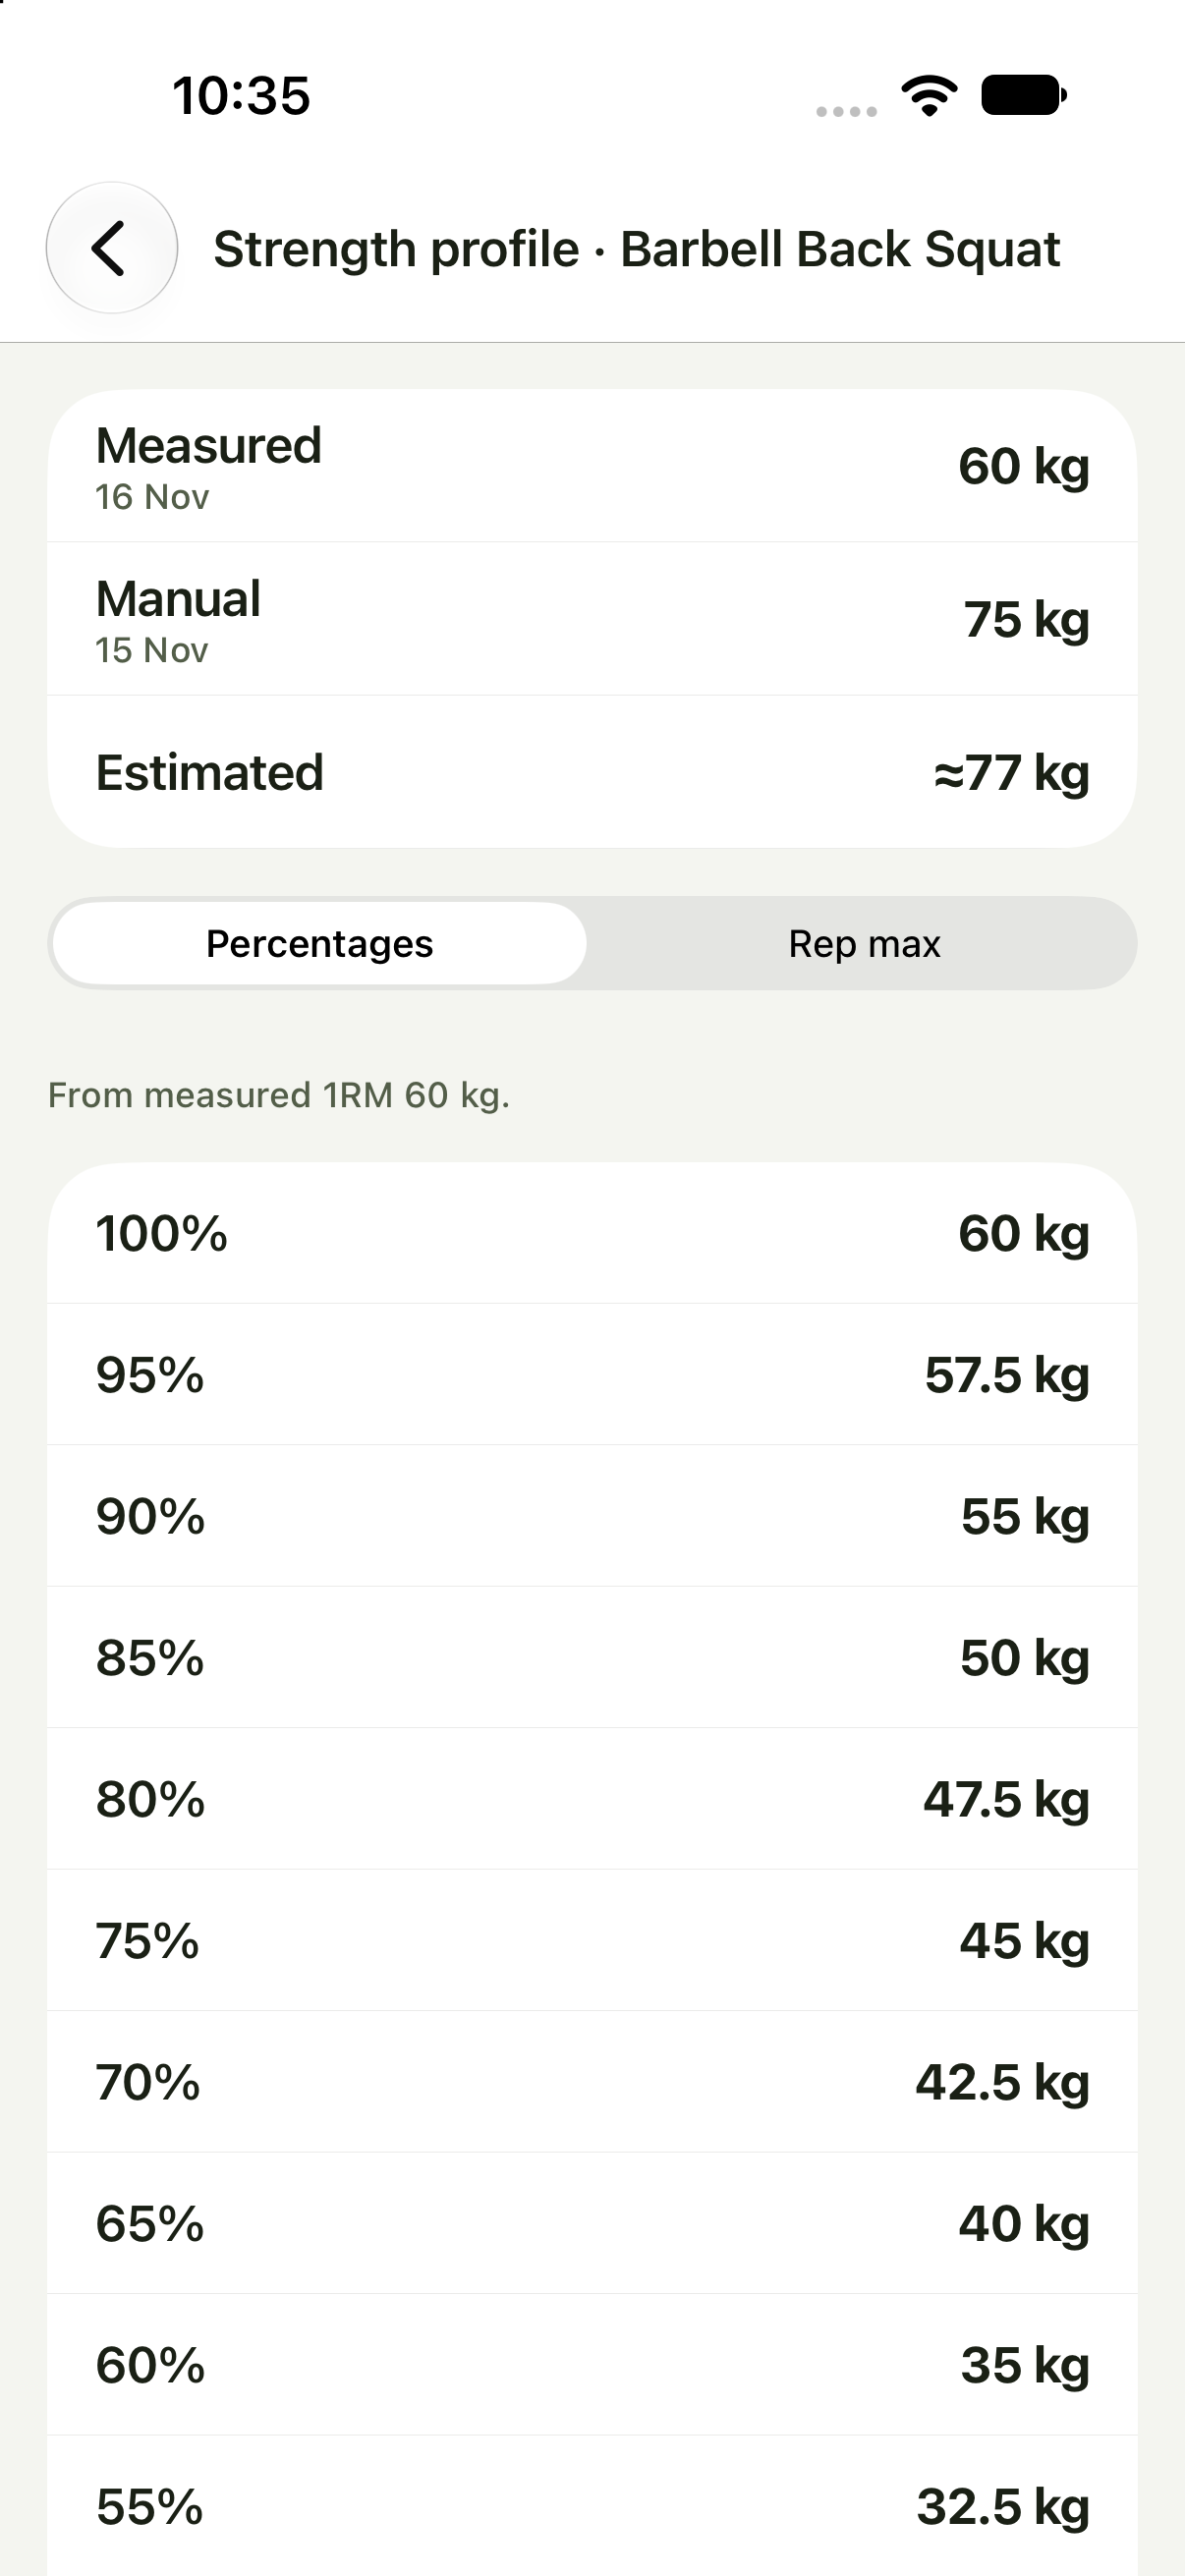 10:35
Strength profile · Barbell Back Squat
Measured
60 kg
16 Nov
Manual
75 kg
15 Nov
Estimated
≈77 kg
Percentages
Rep max
From measured 1RM 60 kg.
100%
60 kg
95%
57.5 kg
90%
55 kg
85%
50 kg
80%
47.5 kg
75%
45 kg
70%
42.5 kg
65%
40 kg
60%
35 kg
55%
32.5 kg